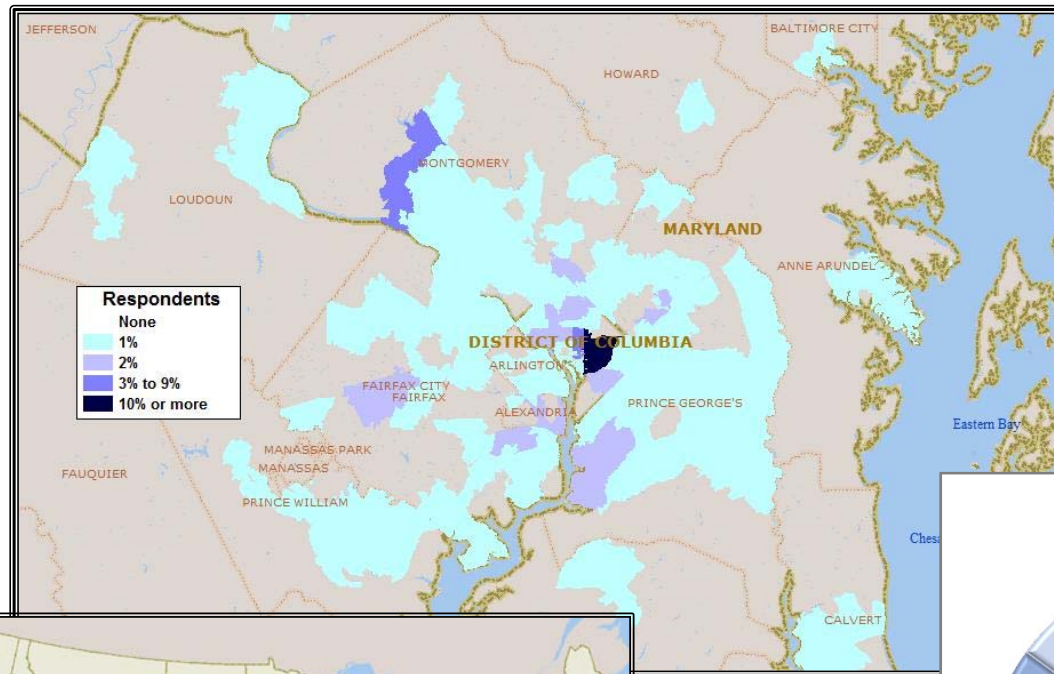 JEFFERSON
BALTIMORE CITY
HOWARD
MONTGOMERY
LOUDOUN
MARYLAND
ANNE ARUNDEL
Respondents
None
1%
2%
3% to 9%
10% or more
DISTRICT OF COLUMBIA
ARLINGTON
FAIRFAX CITY
FAIRFAX
ALEXANDRIA
PRINCE GEORGE'S
Eastern Bay
MANASSAS PARK
MANASSAS
FAUQUIER
PRINCE WILLIAM
Chesa
CALVERT